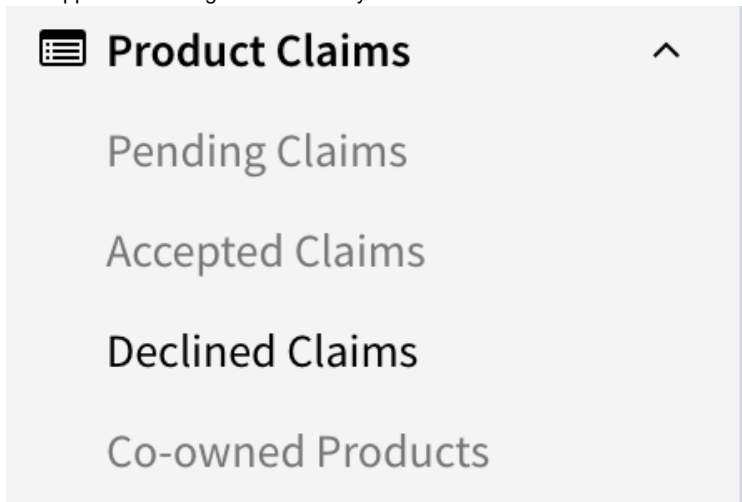 Product Claims
Pending Claims
Accepted Claims
Declined Claims
Co-owned Products